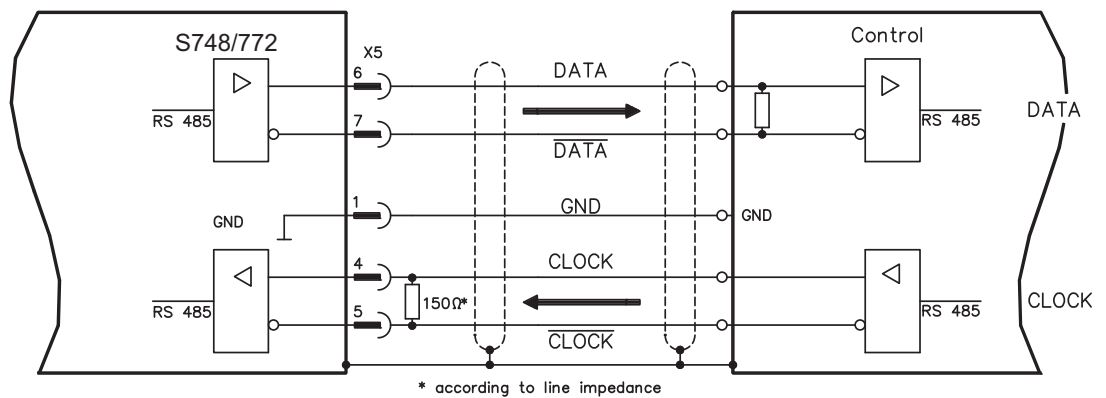 S748/772
X5
Control
6
DATA
RS 485
RS 485
DATA
7
DATA
1
GND
GND
GND
4
CLOCK
150Ω*
RS 485
RS 485
CLOCK
5
CLOCK
* according to line impedance